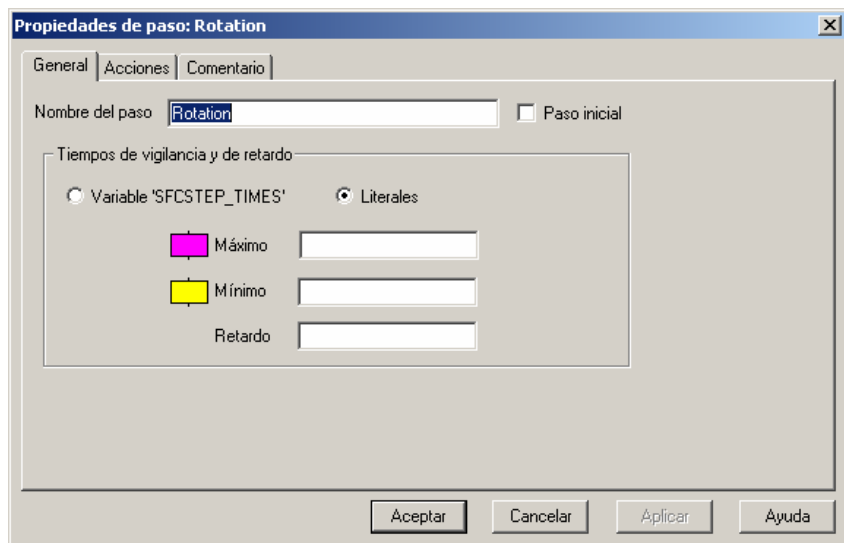 Propiedades de paso: Rotation
General Acciones Comentario
Nombre del paso Rotation Paso inicial
Tiempos de vigilancia y de retardo
Variable 'SFCSTEP_TIMES' Literales
Máximo
Mínimo
Retardo
Aceptar Cancelar Aplicar Ayuda